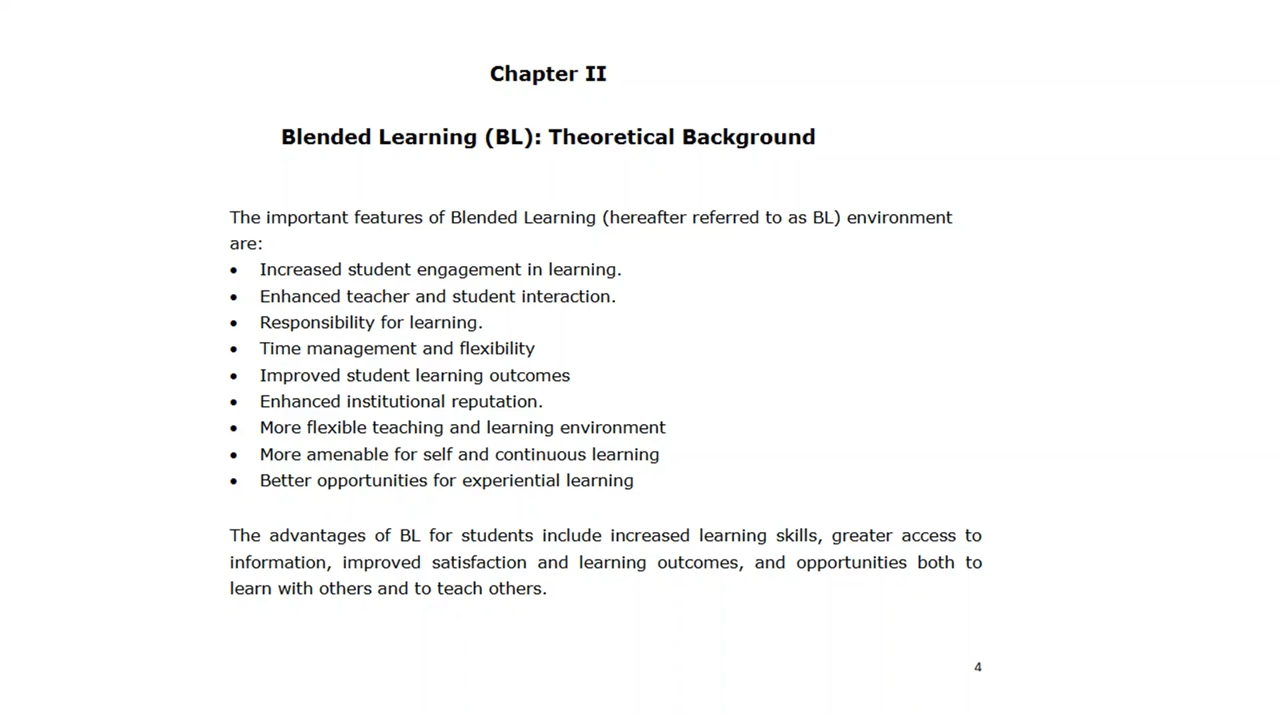 Chapter II
Blended Learning (BL): Theoretical Background
The important features of Blended Learning (hereafter referred to as BL) environment
are:
• Increased student engagement in learning.
• Enhanced teacher and student interaction.
• Responsibility for learning.
• Time management and flexibility
• Improved student learning outcomes
• Enhanced institutional reputation.
• More flexible teaching and learning environment
• More amenable for self and continuous learning
• Better opportunities for experiential learning
The advantages of BL for students include increased learning skills, greater access to
information, improved satisfaction and learning outcomes, and opportunities both to
learn with others and to teach others.
4